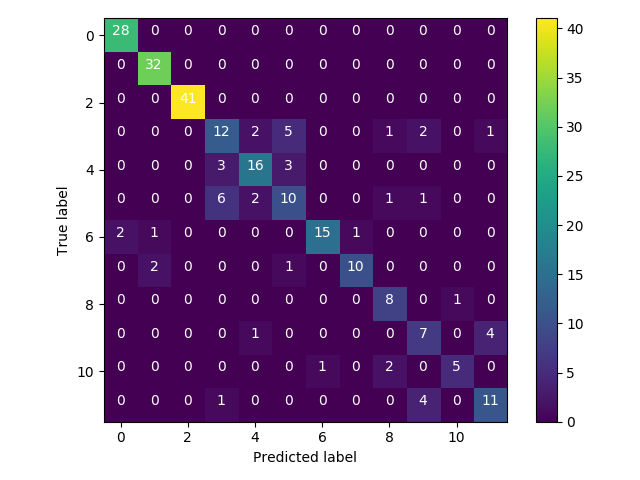 0 28 0 0 0 0 0 0 0 0 0 0 0
0 32 0 0 0 0 0 0 0 0 0 0
2 0 0 41 0 0 0 0 0 0 0 0 0
0 0 0 12 2 5 0 0 1 2 0 1
4 0 0 0 3 16 3 0 0 0 0 0 0
0 0 0 6 2 10 0 0 1 1 0 0
6 2 1 0 0 0 0 15 1 0 0 0 0
0 2 0 0 0 1 0 10 0 0 0 0
8 0 0 0 0 0 0 0 0 8 0 1 0
0 0 0 0 1 0 0 0 0 7 0 4
10 0 0 0 0 0 0 1 0 2 0 5 0
0 0 0 1 0 0 0 0 0 4 0 11
0 2 4 6 8 10
Predicted label
True label
40
35
30
25
20
15
10
5
0